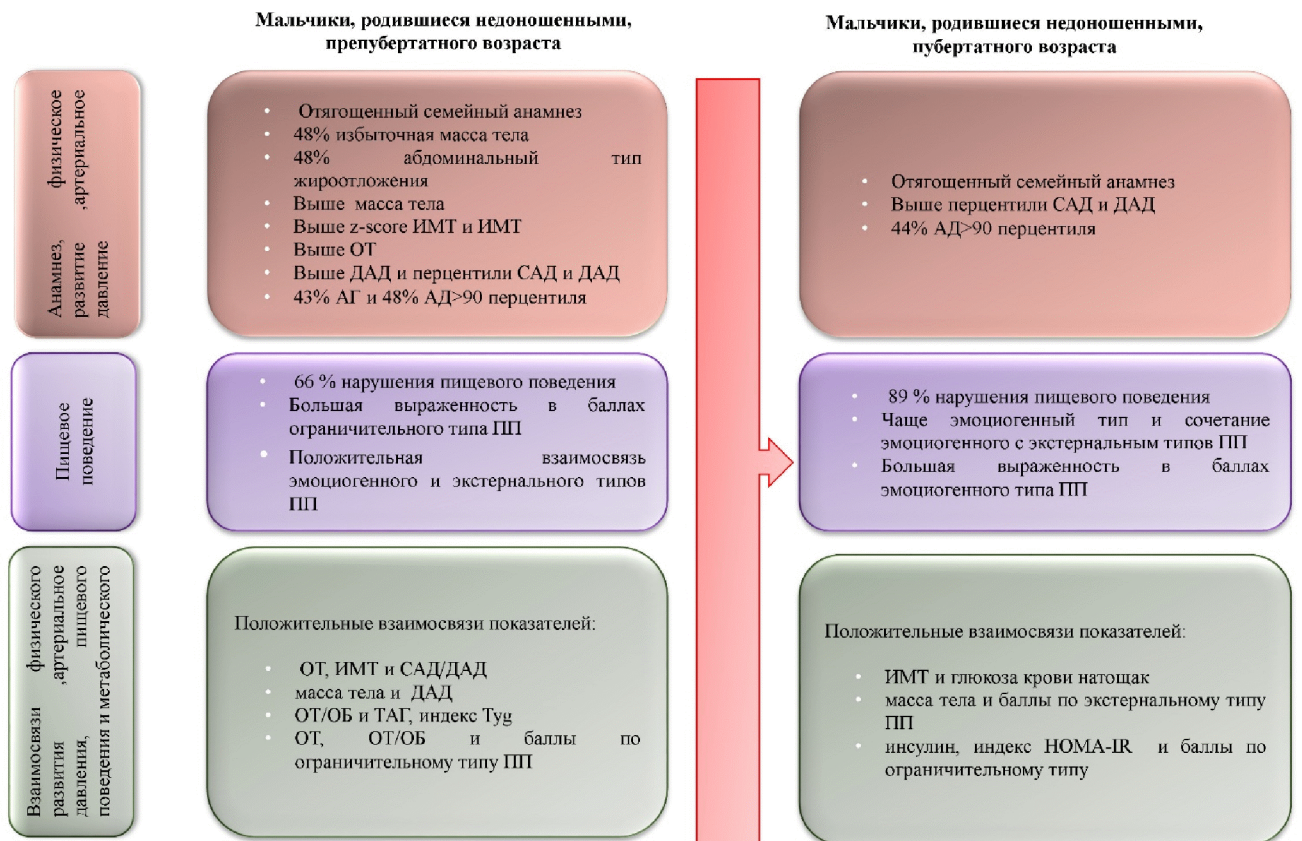 Мальчики, родившиеся недоношенными,
препубертатного возраста
Мальчики, родившиеся недоношенными,
пубертатного возраста
Анамнез, физическое
развитие ,артериальное
давление
• Отягощенный семейный анамнез
• 48% избыточная масса тела
• 48% абдоминальный тип
жироотложения
• Выше масса тела
• Выше z-score ИМТ и ИМТ
• Выше ОТ
• Выше ДАД и перцентили САД и ДАД
• 43% АГ и 48% АД>90 перцентиля
• Отягощенный семейный анамнез
• Выше перцентили САД и ДАД
• 44% АД>90 перцентиля
Пищевое
поведение
• 66 % нарушения пищевого поведения
• Большая выраженность в баллах
ограничительного типа ПП
• Положительная взаимосвязь
эмоциогенного и экстернального типов
ПП
• 89 % нарушения пищевого поведения
• Чаще эмоциогенный тип и сочетание
эмоциогенного с экстернальным типов ПП
• Большая выраженность в баллах
эмоциогенного типа ПП
Взаимосвязи физического
развития ,артериальное
давления, пищевого
поведения и метаболического
Положительные взаимосвязи показателей:
• ОТ, ИМТ и САД/ДАД
• масса тела и ДАД
• ОТ/ОБ и ТАГ, индекс Tyg
• ОТ, ОТ/ОБ и баллы по
ограничительному типу ПП
Положительные взаимосвязи показателей:
• ИМТ и глюкоза крови натощак
• масса тела и баллы по экстернальному типу
ПП
• инсулин, индекс HOMA-IR и баллы по
ограничительному типу